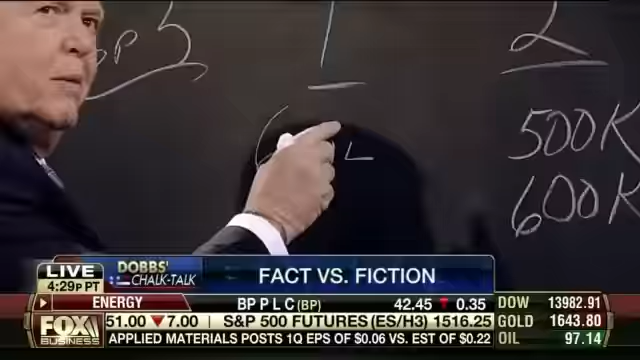 1
2
500K
600K
LIVE
4:29p PT
DOBBS'
CHALK-TALK
FACT VS. FICTION
ENERGY BP P L C (BP) 42.45 ▼ 0.35
51.00 ▼ 7.00 S&P 500 FUTURES (ES/H3) 1516.25
FOX
BUSINESS
APPLIED MATERIALS POSTS 1Q EPS OF $0.06 VS. EST OF $0.22
DOW 13982.91
GOLD 1643.80
OIL 97.14